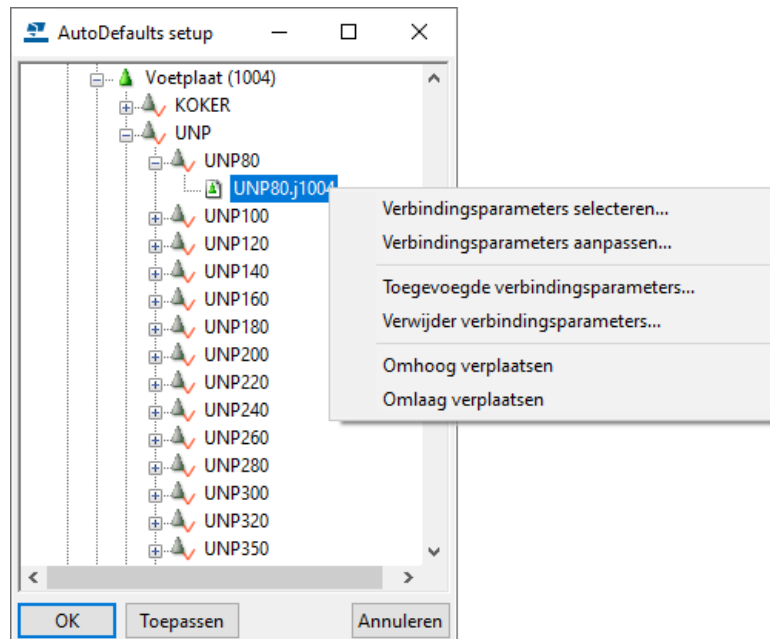 AutoDefaults setup
Voetplaat (1004)
KOKER
UNP
UNP80
UNP80.j1004
UNP100
UNP120
UNP140
UNP160
UNP180
UNP200
UNP220
UNP240
UNP260
UNP280
UNP300
UNP320
UNP350
Verbindingsparameters selecteren...
Verbindingsparameters aanpassen...
Toegevoegde verbindingsparameters...
Verwijder verbindingsparameters...
Omhoog verplaatsen
Omlaag verplaatsen
OK Toepassen Annuleren